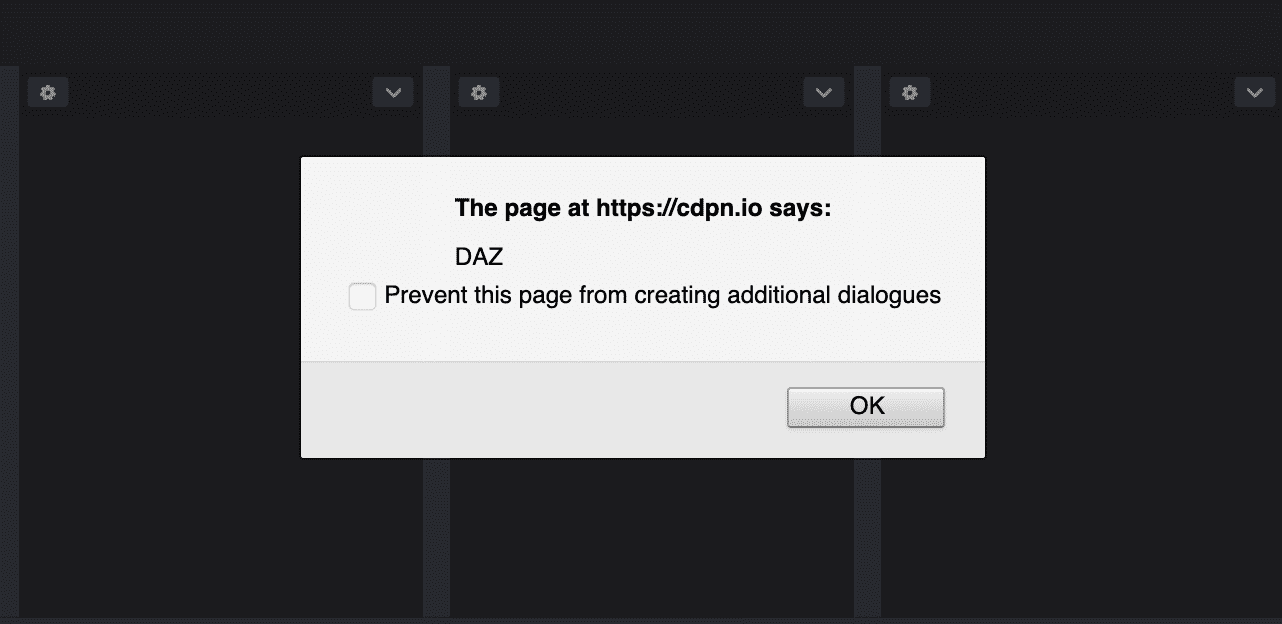 The page at https://cdpn.io says:
DAZ
Prevent this page from creating additional dialogues
OK